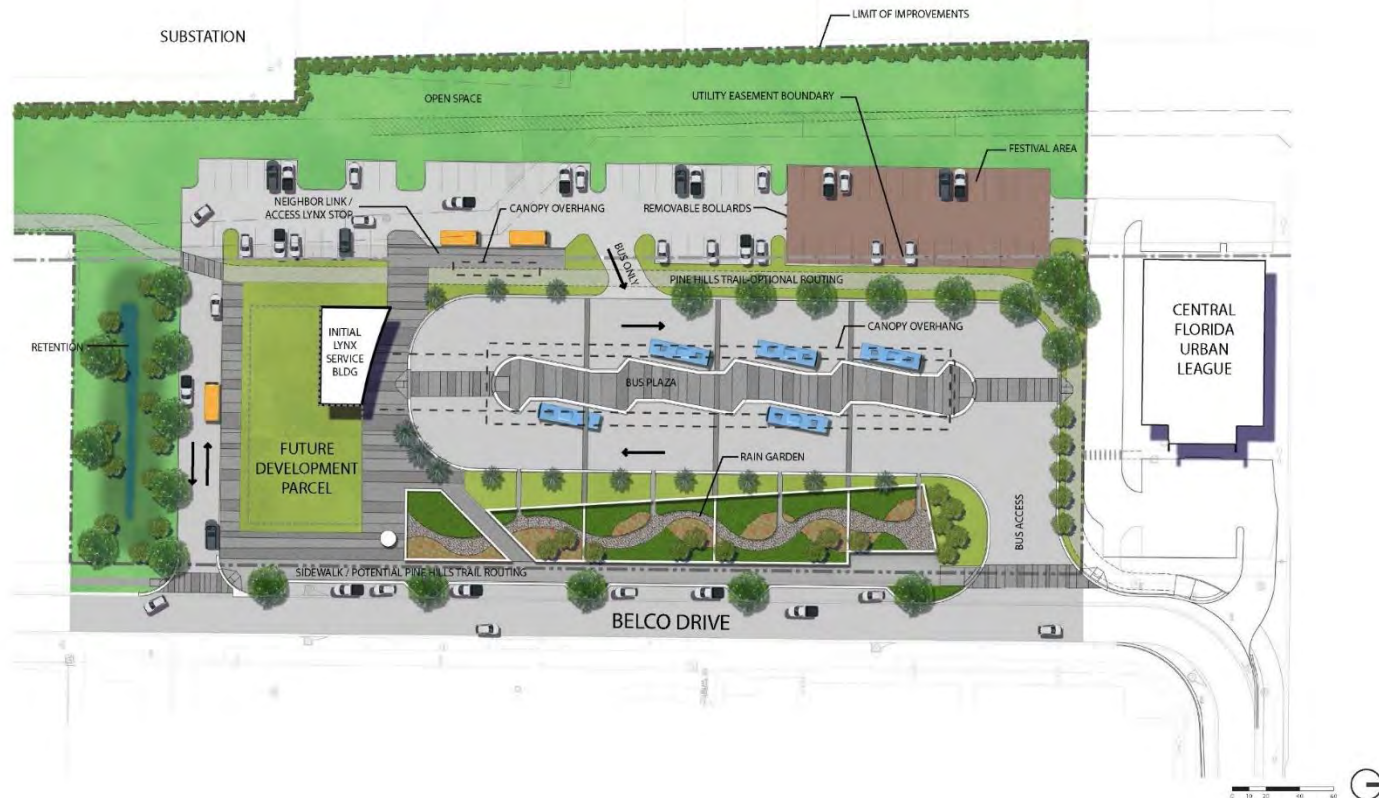 LIMIT OF IMPROVEMENTS
SUBSTATION
OPEN SPACE
UTILITY EASEMENT BOUNDARY
FESTIVAL AREA
NEIGHBOR LINK /
ACCESS LYNX STOP
CANOPY OVERHANG
REMOVABLE BOLLARDS
BUS ONLY
PINE HILLS TRAIL-OPTIONAL ROUTING
INITIAL
LYNX
SERVICE
BLDG
CANOPY OVERHANG
CENTRAL
FLORIDA
URBAN
LEAGUE
RETENTION
BUS PLAZA
FUTURE
DEVELOPMENT
PARCEL
RAIN GARDEN
BUS ACCESS
SIDEWALK / POTENTIAL PINE HILLS TRAIL ROUTING
BELCO DRIVE